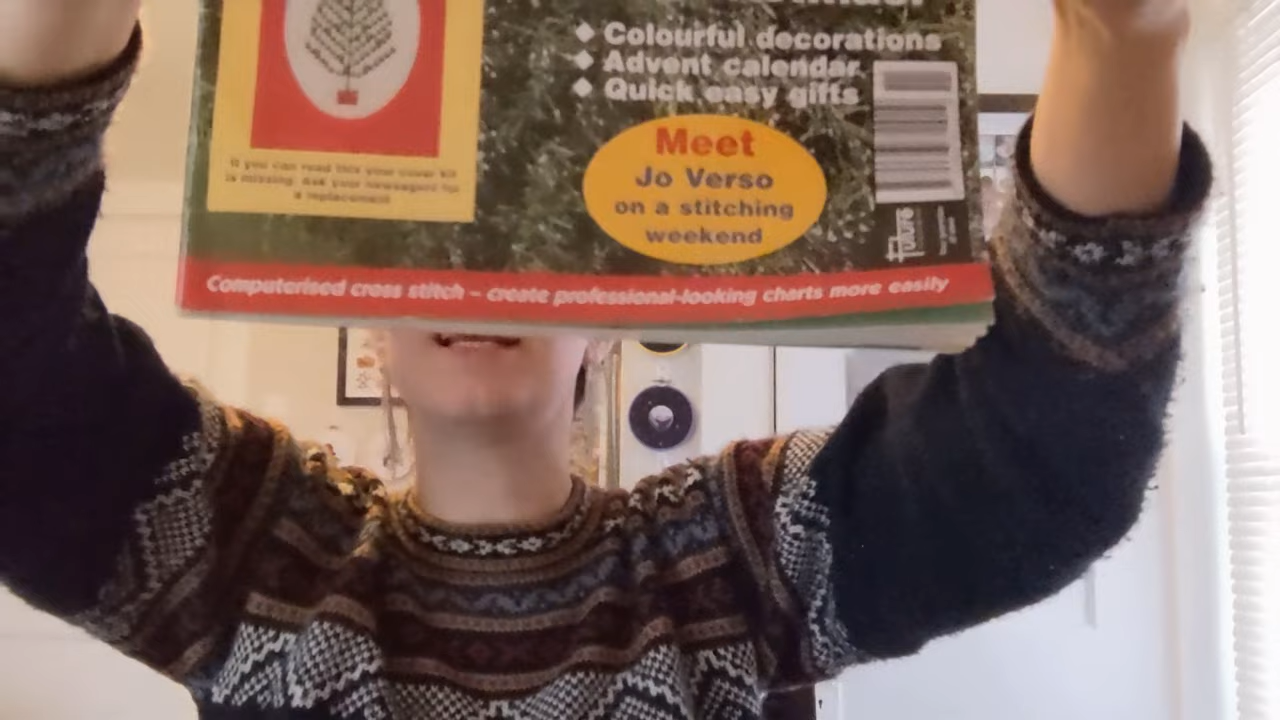 Colourful decorations
Advent calendar
Quick easy gifts
Meet
Jo Verso
on a stitching
weekend
If you can read this your cover kit
is missing. Ask your newsagent for
a replacement
Future
Computerised cross stitch – create professional-looking charts more easily